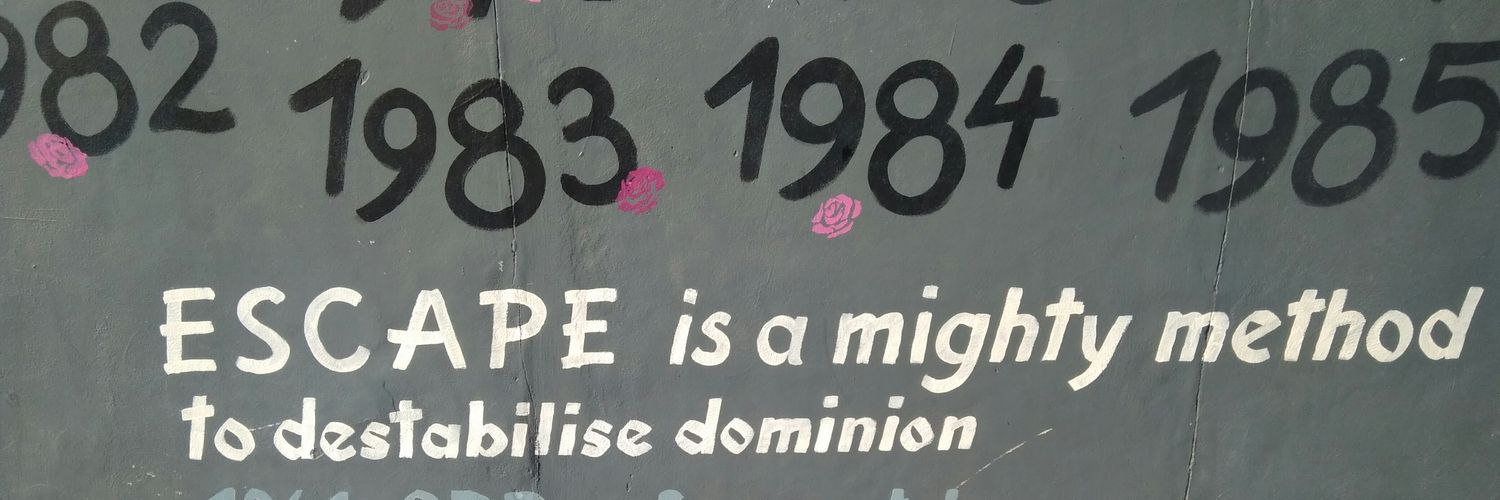 982 1983 1984 1985
ESCAPE is a mighty method
to destabilise dominion